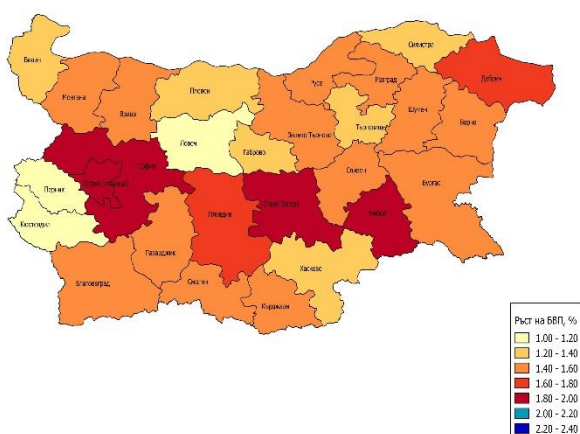 Силистра
Видин
Добрич
Русе
Разград
Монтана
Плевен
Враца
Шумен
Варна
Търговище
Велико Търново
Ловеч
Габрово
София
Перник
София (столица)
Сливен
Бургас
Стара Загора
Ямбол
Пловдив
Кюстендил
Пазарджик
Хасково
Благоевград
Смолян
Кърджали
Ръст на БВП, %
1.00 - 1.20
1.20 - 1.40
1.40 - 1.60
1.60 - 1.80
1.80 - 2.00
2.00 - 2.20
2.20 - 2.40